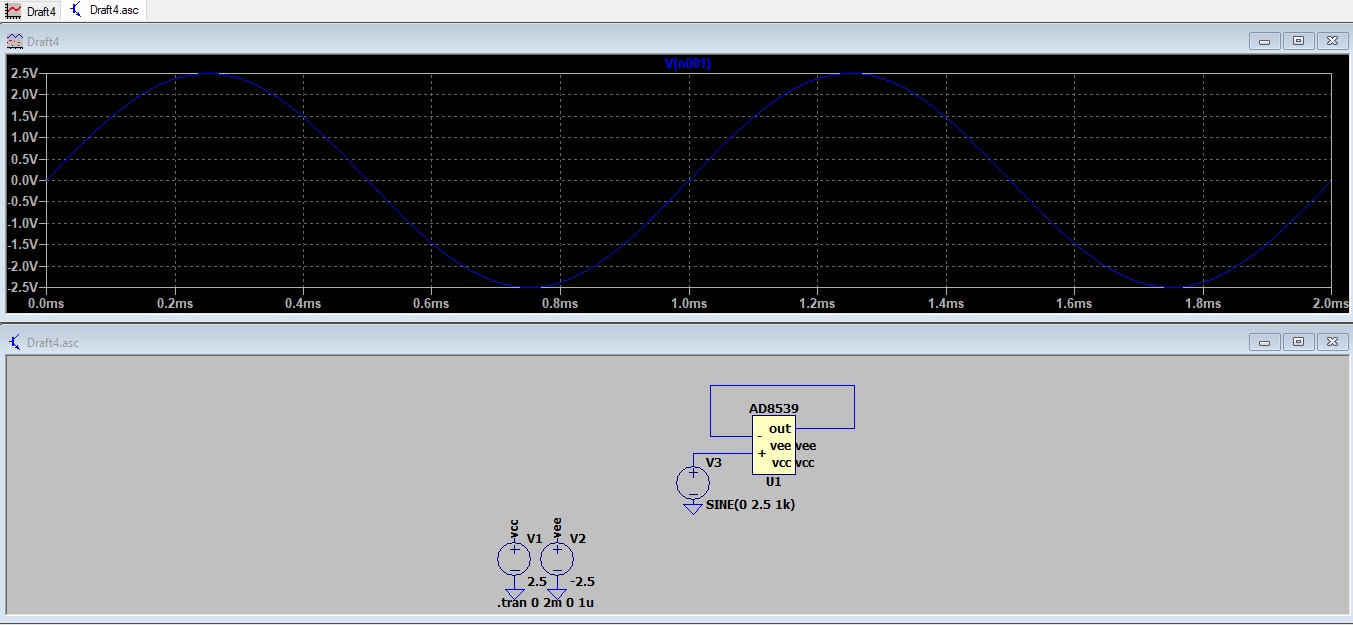 Draft4 Draft4.asc
Draft4
V(n001)
2.5V
2.0V
1.5V
1.0V
0.5V
0.0V
-0.5V
-1.0V
-1.5V
-2.0V
-2.5V
0.0ms 0.2ms 0.4ms 0.6ms 0.8ms 1.0ms 1.2ms 1.4ms 1.6ms 1.8ms 2.0ms
Draft4.asc
AD8539
out
-
vee vee
+
vcc vcc
U1
V3
+
SINE(0 2.5 1k)
vcc
V1
+
2.5
vee
V2
+
-2.5
.tran 0 2m 0 1u